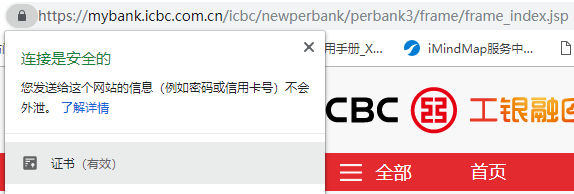 https://mybank.icbc.com.cn/icbc/newperbank/perbank3/frame/frame_index.jsp
连接是安全的
您发送给这个网站的信息（例如密码或信用卡号）不会
外泄。 了解详情
证书（有效）
用手册_X...
iMindMap服务中...
CBC 工银融
全部
首页